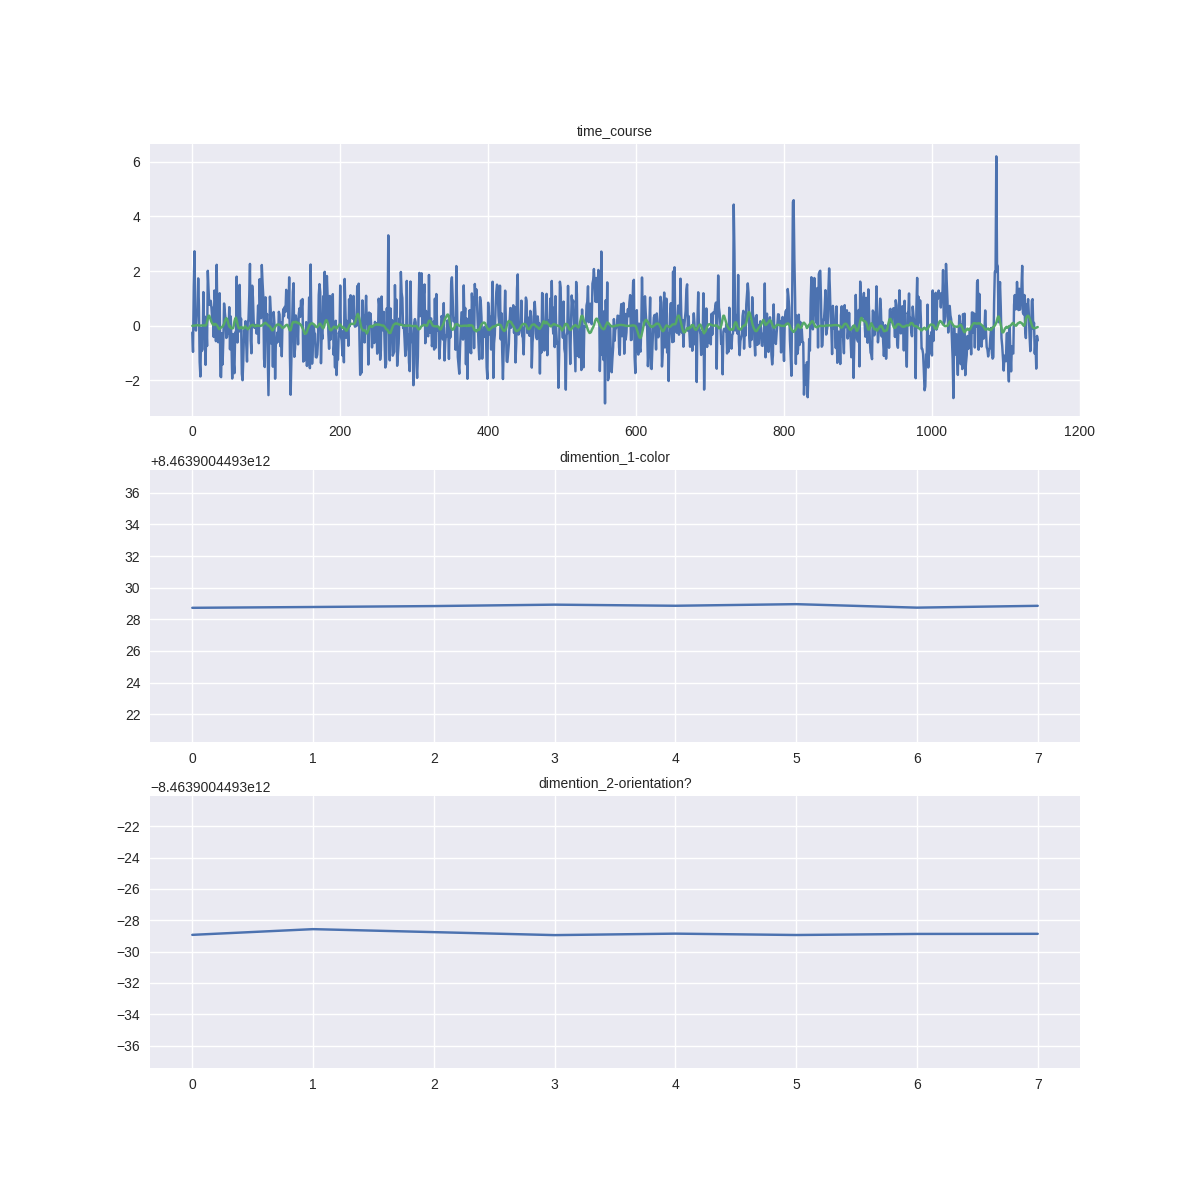 time_course
6
4
2
0
−2
0 200 400 600 800 1000 1200
+8.4639004493e12
dimention_1-color
36
34
32
30
28
26
24
22
0 1 2 3 4 5 6 7
−8.4639004493e12
dimention_2-orientation?
−22
−24
−26
−28
−30
−32
−34
−36
0 1 2 3 4 5 6 7